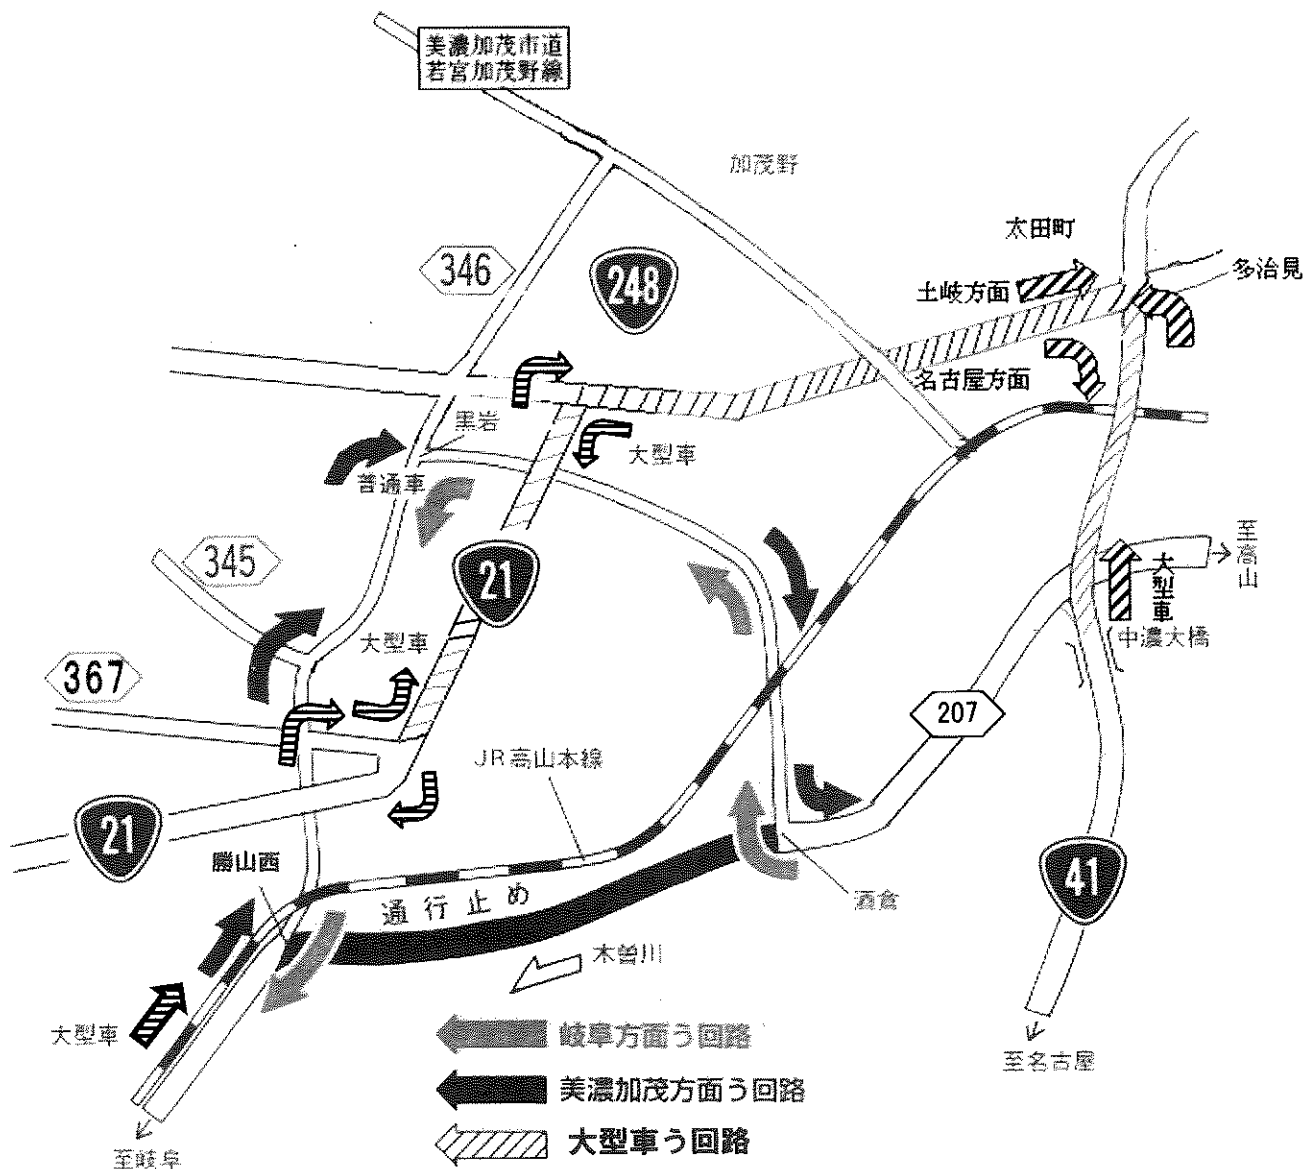 美濃加茂市道
若宮加茂野線
加茂野
太田町
346
248
土岐方面
多治見
名古屋方面
黒岩
大型車
普通車
345
21
至高山
大型車
大型車
中濃大橋
367
207
JR高山本線
21
勝山西
通行止め
41
酒倉
木曽川
大型車
岐阜方面う回路
至名古屋
美濃加茂方面う回路
大型車う回路
至岐阜